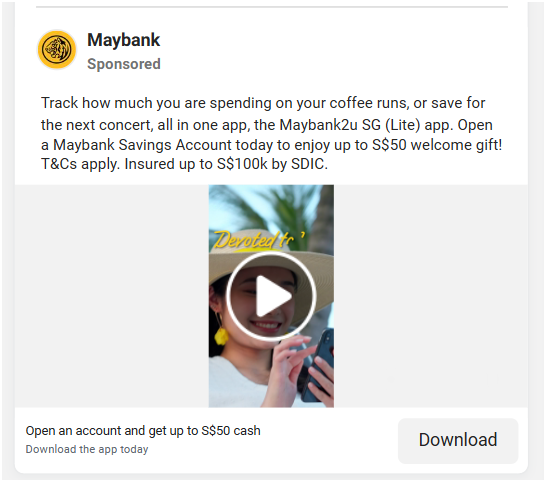 Maybank
Sponsored
Track how much you are spending on your coffee runs, or save for
the next concert, all in one app, the Maybank2u SG (Lite) app. Open
a Maybank Savings Account today to enjoy up to S$50 welcome gift!
T&Cs apply. Insured up to S$100k by SDIC.
Devoted
Open an account and get up to S$50 cash
Download the app today
Download